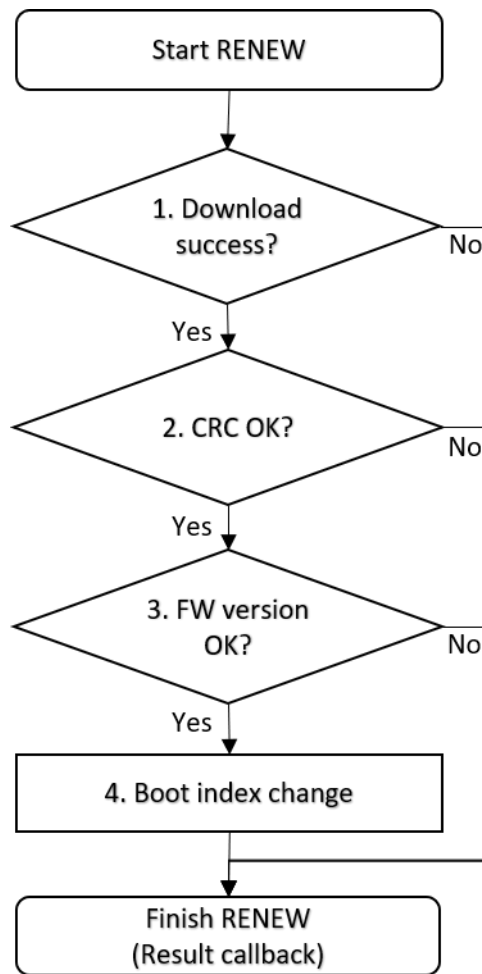 Start RENEW
1. Download
success?
No
Yes
2. CRC OK?
No
Yes
3. FW version
OK?
No
Yes
4. Boot index change
Finish RENEW
(Result callback)